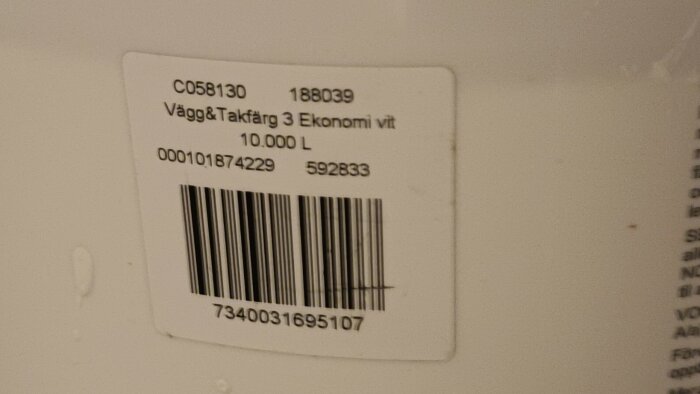 C058130 188039
Vägg&Takfärg 3 Ekonomi vit
10.000 L
000101874229 592833
7340031695107